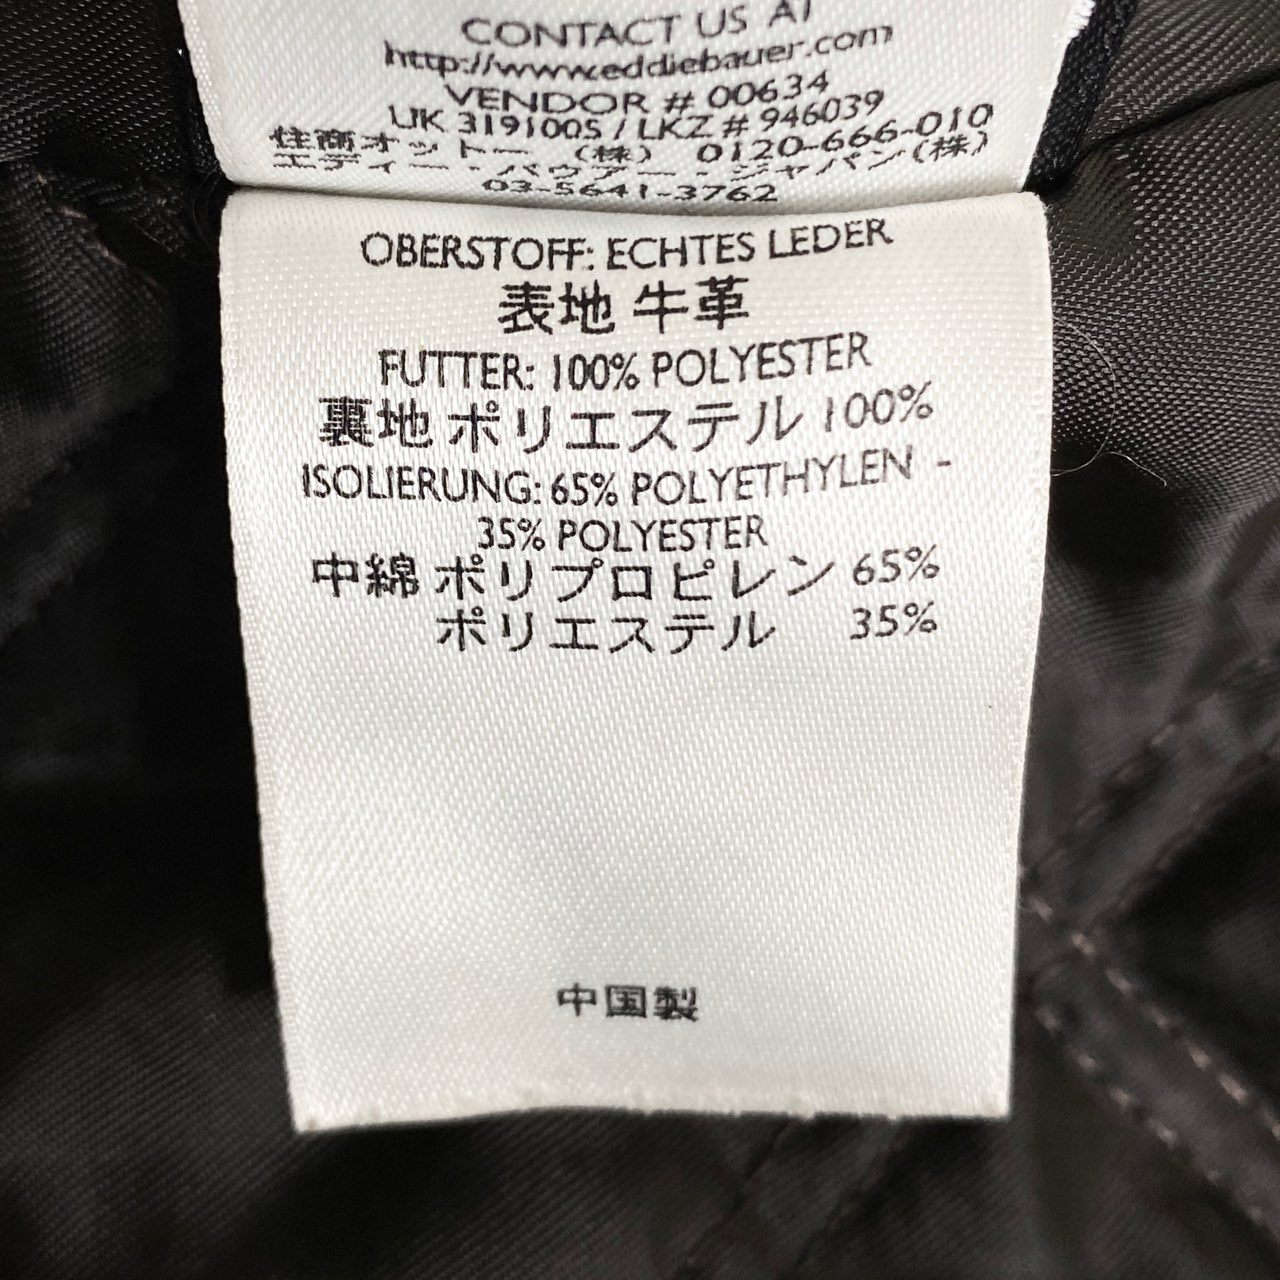 CONTACT US AT
http://www.eddiebauer.com
VENDOR # 00634
UK 3191005 / LKZ # 946039
住商オットー (株) 0120-666-010
エディー・バウアー・ジャパン(株)
03-5641-3762
OBERSTOFF: ECHTES LEDER
表地 牛革
FUTTER: 100% POLYESTER
裏地 ポリエステル 100%
ISOLIERUNG: 65% POLYETHYLEN -
35% POLYESTER
中綿 ポリプロピレン 65%
ポリエステル 35%
中国製